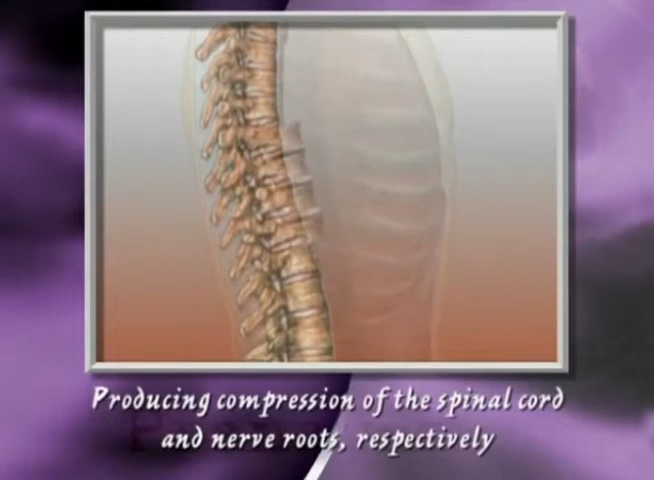 Producing compression of the spinal cord
and nerve roots, respectively